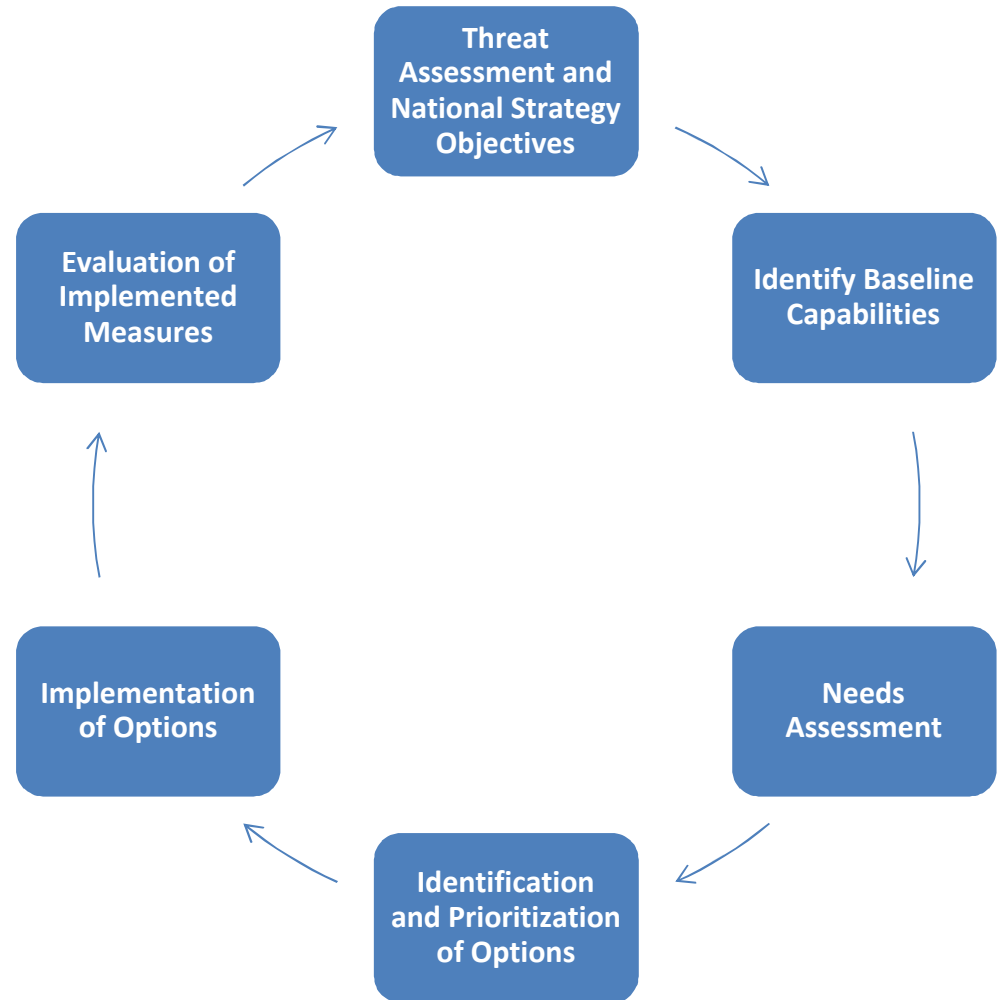 Threat
Assessment and
National Strategy
Objectives
Identify Baseline
Capabilities
Needs
Assessment
Identification
and Prioritization
of Options
Implementation
of Options
Evaluation of
Implemented
Measures